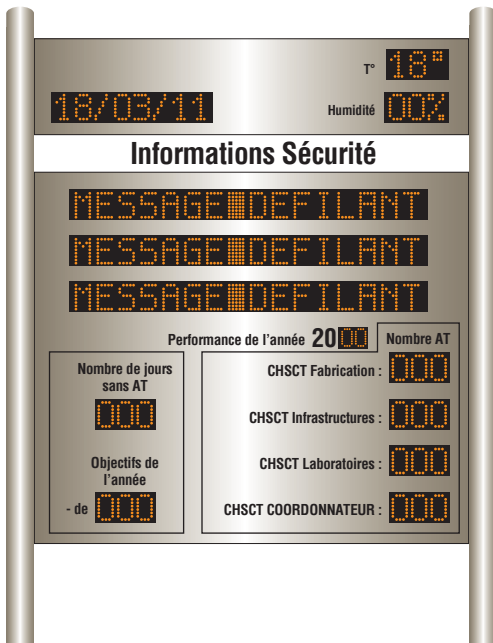 T° 18°
18/03/11 Humidité 00%
Informations Sécurité
MESSAGE DEFILANT
MESSAGE DEFILANT
MESSAGE DEFILANT
Performance de l'année 2000 Nombre AT
Nombre de jours
sans AT
000
Objectifs de
l'année
- de 000
CHSCT Fabrication : 000
CHSCT Infrastructures : 000
CHSCT Laboratoires : 000
CHSCT COORDONNATEUR : 000